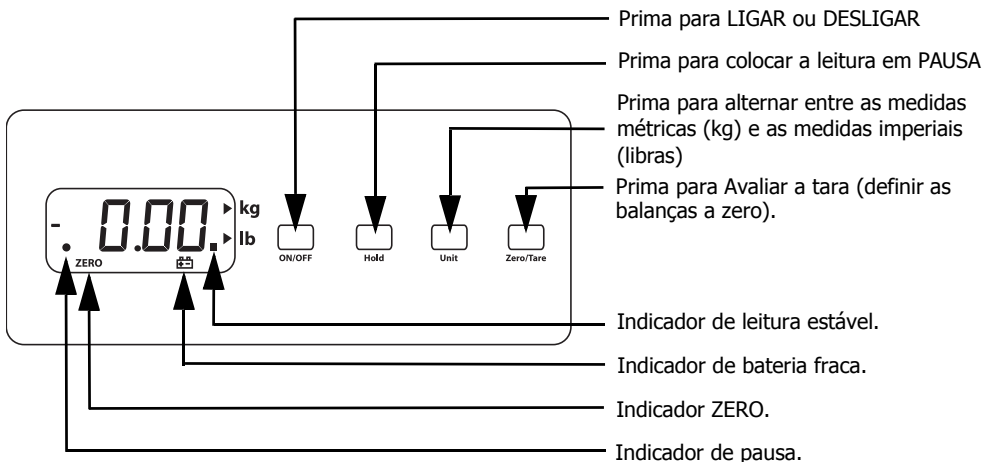 Prima para LIGAR ou DESLIGAR
Prima para colocar a leitura em PAUSA
Prima para alternar entre as medidas
métricas (kg) e as medidas imperiais
(libras)
Prima para Avaliar a tara (definir as
balanças a zero).
- 0.00. kg
lb
ZERO
ON/OFF
Hold
Unit
Zero/Tare
Indicador de leitura estável.
Indicador de bateria fraca.
Indicador ZERO.
Indicador de pausa.